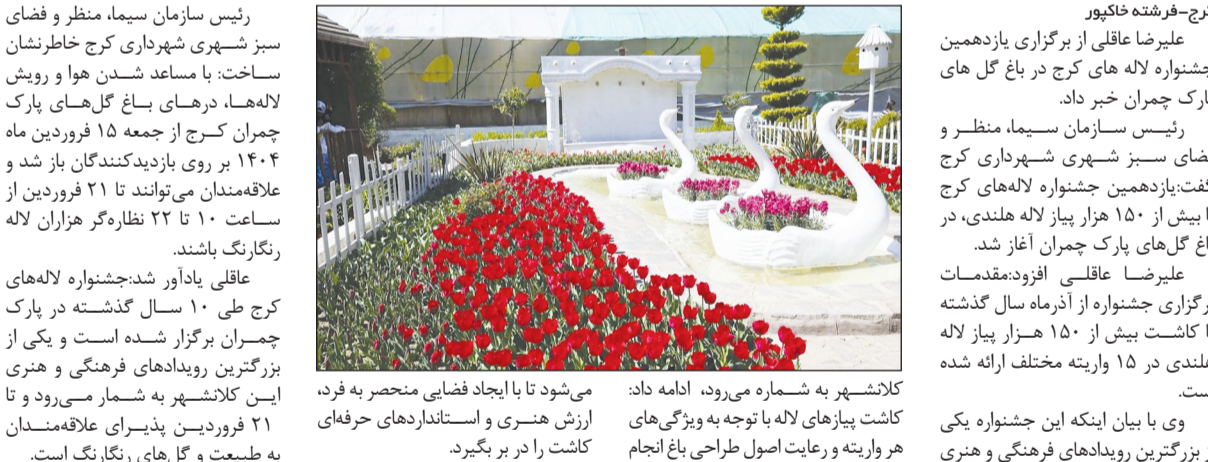 کرج-فرشته خاکپور
علیرضا عاقلی از برگزاری یازدهمین
جشنواره لاله های کرج در باغ گل های
پارک چمران خبر داد.
رئیس سازمان سیما، منظر و
فضای سبز شهری شهرداری کرج
گفت:یازدهمین جشنواره لاله‌های کرج
با بیش از ۱۵۰ هزار پیاز لاله هلندی، در
باغ گل‌های پارک چمران آغاز شد.
علیرضا عاقلی افزود:مقدمات
برگزاری جشنواره از آذرماه سال گذشته
با کاشت بیش از ۱۵۰ هزار پیاز لاله
هلندی در ۱۵ واریته مختلف ارائه شده
است.
وی با بیان اینکه این جشنواره یکی
از بزرگترین رویدادهای فرهنگی و هنری
کلانشهر به شماره می‌رود، ادامه داد:
کاشت پیازهای لاله با توجه به ویژگی‌های
هر واریته و رعایت اصول طراحی باغ انجام
می‌شود تا با ایجاد فضایی منحصر به فرد،
ارزش هنری و استانداردهای حرفه‌ای
کاشت را در بر بگیرد.
رئیس سازمان سیما، منظر و فضای
سبز شهری شهرداری کرج خاطرنشان
ساخت: با مساعد شدن هوا و رویش
لاله‌ها، درهای باغ گل‌های پارک
چمران کرج از جمعه ۱۵ فروردین ماه
۱۴۰۴ بر روی بازدیدکنندگان باز شد و
علاقه‌مندان می‌توانند تا ۲۱ فروردین از
ساعت ۱۰ تا ۲۲ نظاره‌گر هزاران لاله
رنگارنگ باشند.
عاقلی یادآور شد:جشنواره لاله‌های
کرج طی ۱۰ سال گذشته در پارک
چمران برگزار شده است و یکی از
بزرگترین رویدادهای فرهنگی و هنری
این کلانشهر به شمار می‌رود و تا
۲۱ فروردین پذیرای علاقه‌مندان
به طبیعت و گل‌های رنگارنگ است.